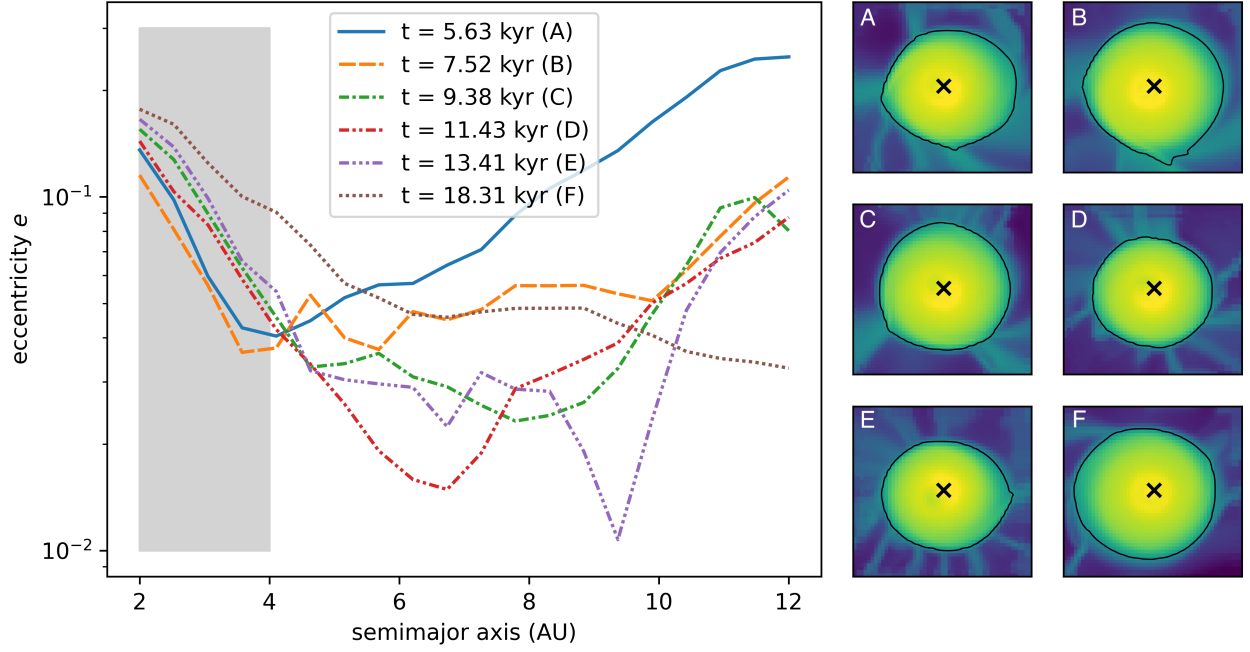 eccentricity e
10⁻¹
10⁻²
t = 5.63 kyr (A)
t = 7.52 kyr (B)
t = 9.38 kyr (C)
t = 11.43 kyr (D)
t = 13.41 kyr (E)
t = 18.31 kyr (F)
2 4 6 8 10 12
semimajor axis (AU)
A B
C D
E F